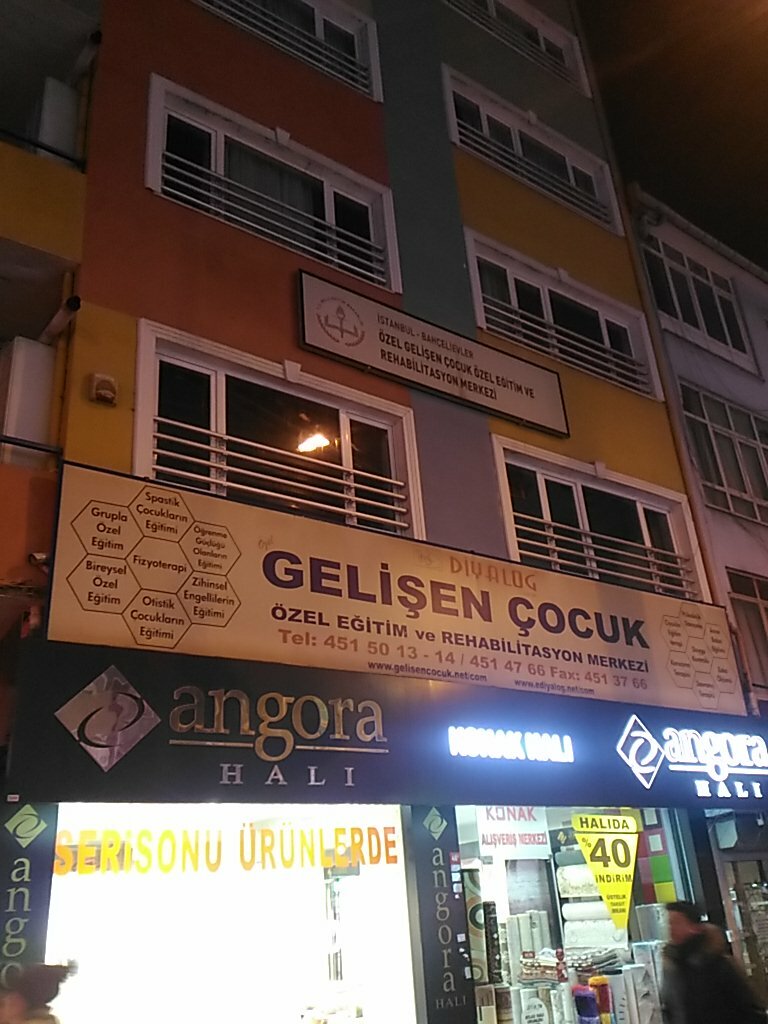 İSTANBUL - BAHÇELİEVLER
ÖZEL GELİŞEN ÇOCUK ÖZEL EĞİTİM VE
REHABİLİTASYON MERKEZİ
Grupla
Özel
Eğitim
Spastik
Çocukların
Eğitimi
Öğrenme
Güçlüğü
Olanların
Eğitimi
Fizyoterapi
Bireysel
Özel
Eğitim
Zihinsel
Engellilerin
Eğitimi
Otistik
Çocukların
Eğitimi
Özel
DİYALOG
GELİŞEN ÇOCUK
ÖZEL EĞİTİM ve REHABİLİTASYON MERKEZİ
Tel: 451 50 13 - 14 / 451 47 66 Fax: 451 37 66
www.gelisencocuk.net.com
www.ediyalog.net.com
angora
HALI
KONAK HALI
angora
HALI
SERİSONU ÜRÜNLERDE
KONAK
ALIŞVERİŞ MERKEZİ
HALIDA
%40
İNDİRİM
angora
angora
HALI